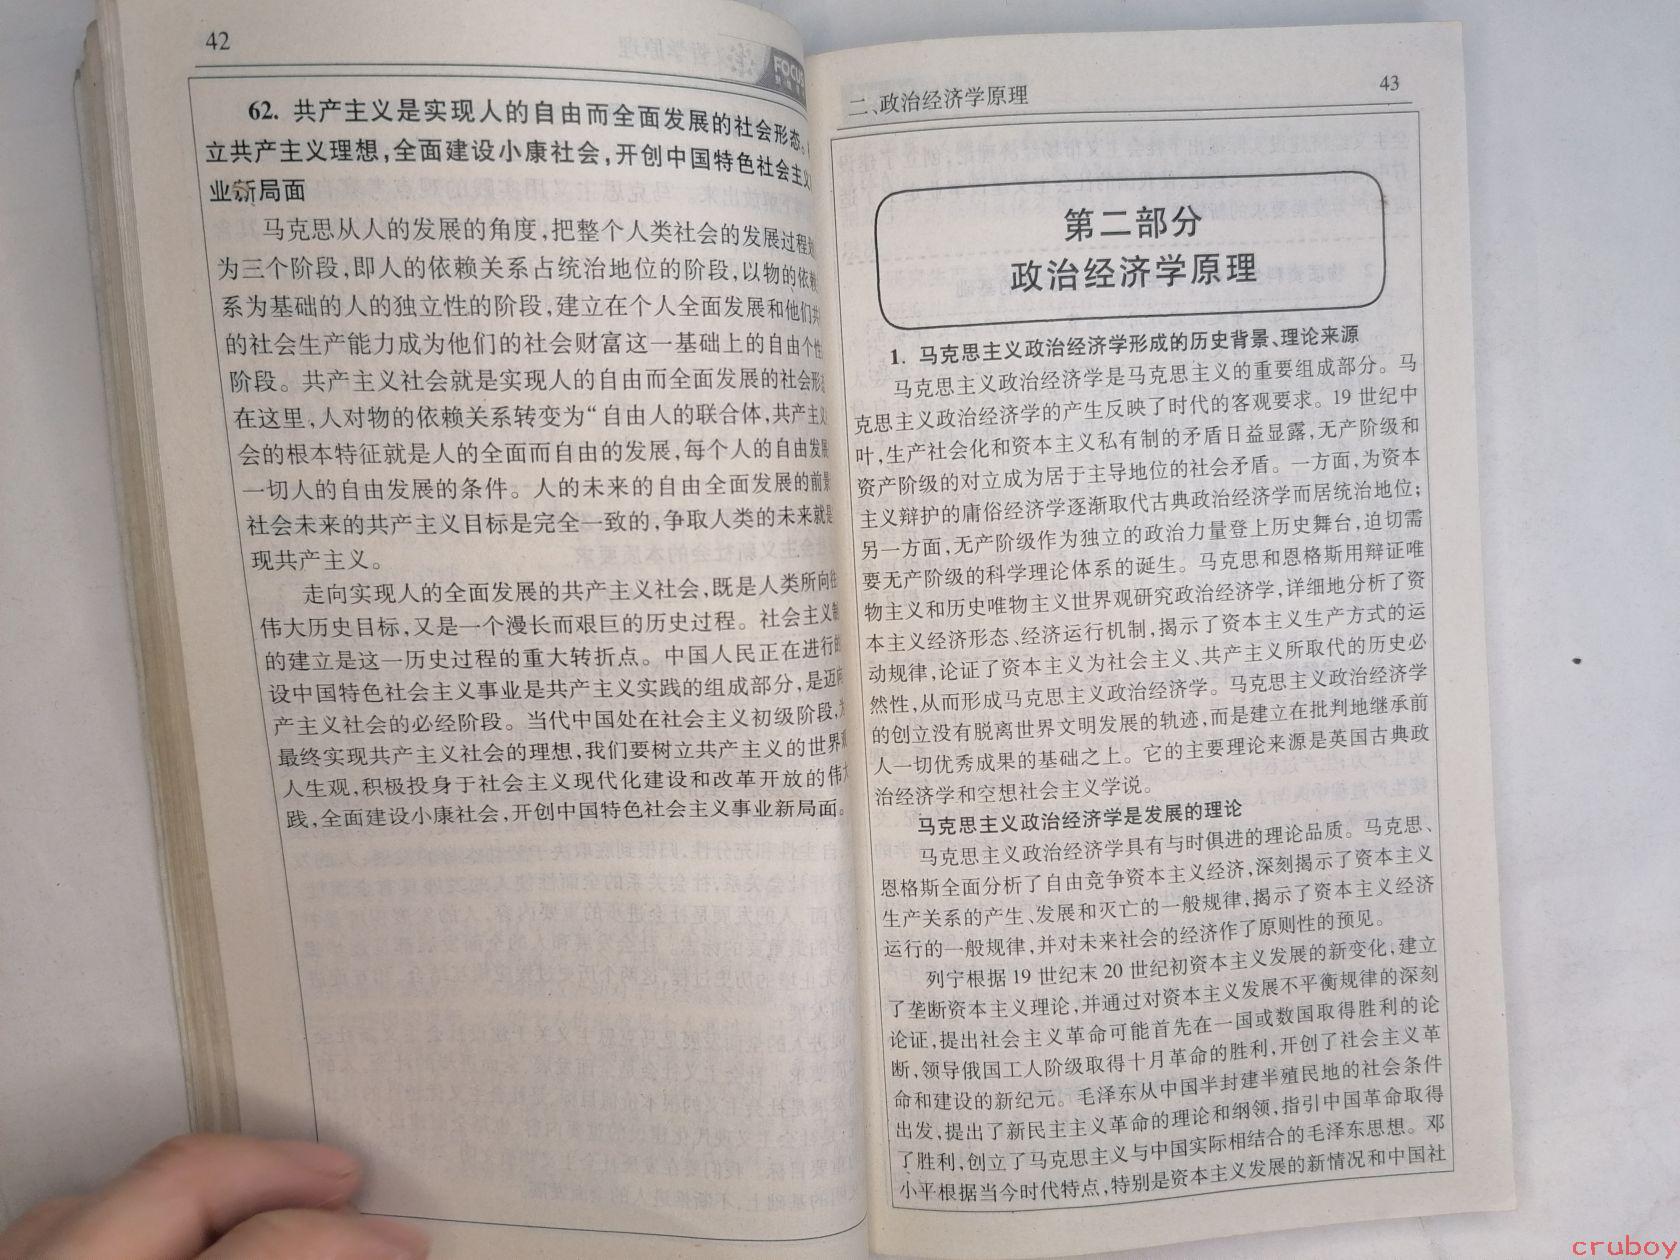 42
FOCUS
62. 共产主义是实现人的自由而全面发展的社会形态。
立共产主义理想,全面建设小康社会,开创中国特色社会主义
业新局面
马克思从人的发展的角度,把整个人类社会的发展过程
为三个阶段,即人的依赖关系占统治地位的阶段,以物的依赖
系为基础的人的独立性的阶段,建立在个人全面发展和他们共
的社会生产能力成为他们的社会财富这一基础上的自由个性
阶段。共产主义社会就是实现人的自由而全面发展的社会形
在这里,人对物的依赖关系转变为“自由人的联合体,共产主义
会的根本特征就是人的全面而自由的发展,每个人的自由发展
一切人的自由发展的条件。人的未来的自由全面发展的前景
社会未来的共产主义目标是完全一致的,争取人类的未来就是
现共产主义。
走向实现人的全面发展的共产主义社会,既是人类所向往
伟大历史目标,又是一个漫长而艰巨的历史过程。社会主义制
的建立是这一历史过程的重大转折点。中国人民正在进行的
设中国特色社会主义事业是共产主义实践的组成部分,是迈向
产主义社会的必经阶段。当代中国处在社会主义初级阶段,为
最终实现共产主义社会的理想,我们要树立共产主义的世界观
人生观,积极投身于社会主义现代化建设和改革开放的伟大
践,全面建设小康社会,开创中国特色社会主义事业新局面。
二、政治经济学原理
43
第二部分
政治经济学原理
1. 马克思主义政治经济学形成的历史背景、理论来源
马克思主义政治经济学是马克思主义的重要组成部分。马
克思主义政治经济学的产生反映了时代的客观要求。19 世纪中
叶,生产社会化和资本主义私有制的矛盾日益显露,无产阶级和
资产阶级的对立成为居于主导地位的社会矛盾。一方面,为资本
主义辩护的庸俗经济学逐渐取代古典政治经济学而居统治地位;
另一方面,无产阶级作为独立的政治力量登上历史舞台,迫切需
要无产阶级的科学理论体系的诞生。马克思和恩格斯用辩证唯
物主义和历史唯物主义世界观研究政治经济学,详细地分析了资
本主义经济形态、经济运行机制,揭示了资本主义生产方式的运
动规律,论证了资本主义为社会主义、共产主义所取代的历史必
然性,从而形成马克思主义政治经济学。马克思主义政治经济学
的创立没有脱离世界文明发展的轨迹,而是建立在批判地继承前
人一切优秀成果的基础之上。它的主要理论来源是英国古典政
治经济学和空想社会主义学说。
马克思主义政治经济学是发展的理论
马克思主义政治经济学具有与时俱进的理论品质。马克思、
恩格斯全面分析了自由竞争资本主义经济,深刻揭示了资本主义
生产关系的产生、发展和灭亡的一般规律,揭示了资本主义经济
运行的一般规律,并对未来社会的经济作了原则性的预见。
列宁根据 19 世纪末 20 世纪初资本主义发展的新变化,建立
了垄断资本主义理论,并通过对资本主义发展不平衡规律的深刻
论证,提出社会主义革命可能首先在一国或数国取得胜利的论
断,领导俄国工人阶级取得十月革命的胜利,开创了社会主义革
命和建设的新纪元。毛泽东从中国半封建半殖民地的社会条件
出发,提出了新民主主义革命的理论和纲领,指引中国革命取得
了胜利,创立了马克思主义与中国实际相结合的毛泽东思想。邓
小平根据当今时代特点,特别是资本主义发展的新情况和中国社
cruboy